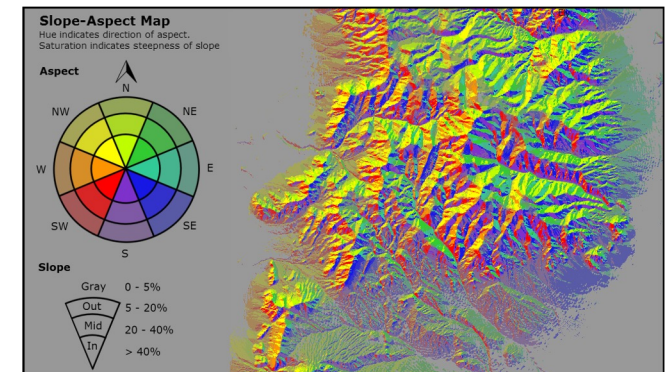 Slope-Aspect Map
Hue indicates direction of aspect.
Saturation indicates steepness of slope
Aspect
N
NW
NE
W
E
SW
SE
S
Slope
Gray 0 - 5%
Out 5 - 20%
Mid 20 - 40%
In > 40%